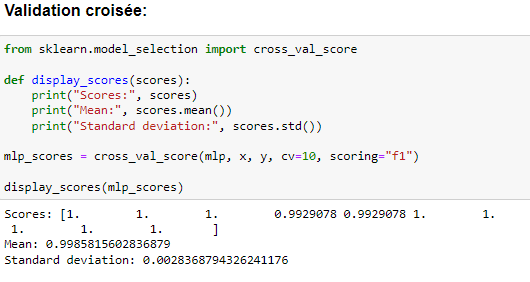 Validation croisée:
from sklearn.model_selection import cross_val_score
def display_scores(scores):
    print("Scores:", scores)
    print("Mean:", scores.mean())
    print("Standard deviation:", scores.std())
mlp_scores = cross_val_score(mlp, x, y, cv=10, scoring="f1")
display_scores(mlp_scores)
Scores: [1.        1.        1.        0.9929078 0.9929078 1.        1.
 1.        1.        1.       ]
Mean: 0.9985815602836879
Standard deviation: 0.0028368794326241176